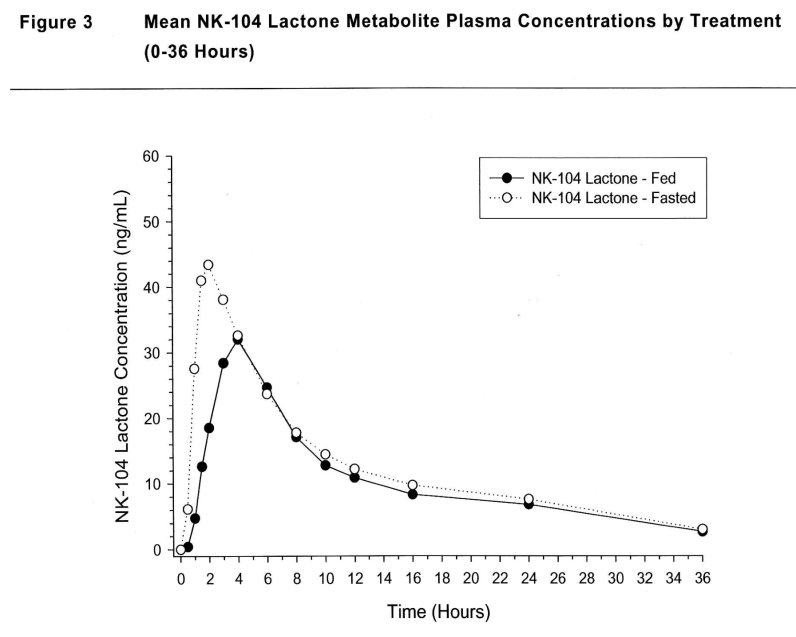 Figure 3 Mean NK-104 Lactone Metabolite Plasma Concentrations by Treatment
(0-36 Hours)
NK-104 Lactone - Fed
NK-104 Lactone - Fasted
NK-104 Lactone Concentration (ng/mL)
60
50
40
30
20
10
0
0 2 4 6 8 10 12 14 16 18 20 22 24 26 28 30 32 34 36
Time (Hours)